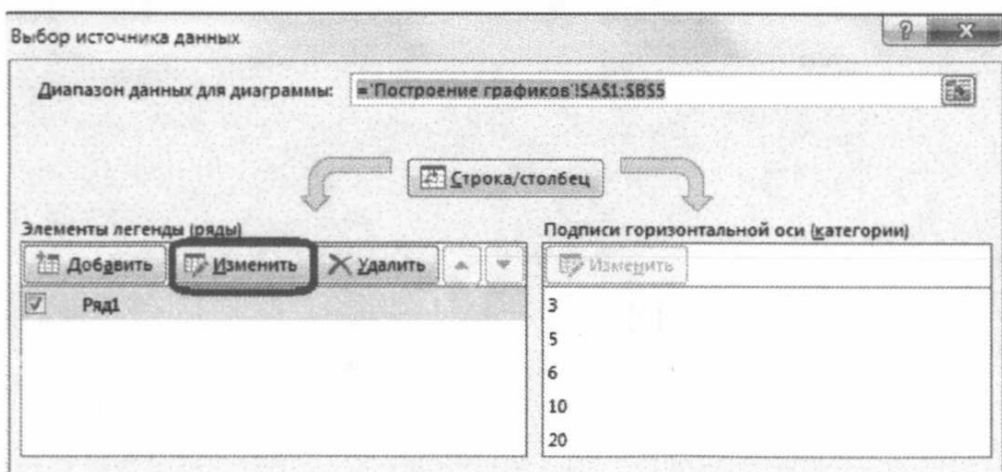 Выбор источника данных
Диапазон данных для диаграммы: ='Построение графиков'!$A$1:$B$5
Строка/столбец
Элементы легенды (ряды)
Добавить Изменить Удалить
Ряд1
Подписи горизонтальной оси (категории)
Изменить
3
5
6
10
20